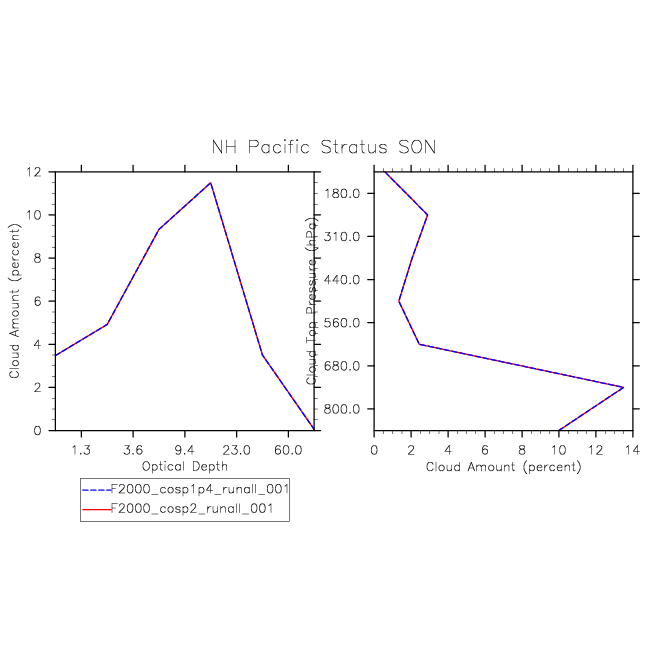 NH Pacific Stratus SON
Cloud Amount (percent)
12
10
8
6
4
2
0
1.3 3.6 9.4 23.0 60.0
Optical Depth
Cloud Top Pressure (hPa)
180.0
310.0
440.0
560.0
680.0
800.0
0 2 4 6 8 10 12 14
Cloud Amount (percent)
F2000_cosp1p4_runall_001
F2000_cosp2_runall_001